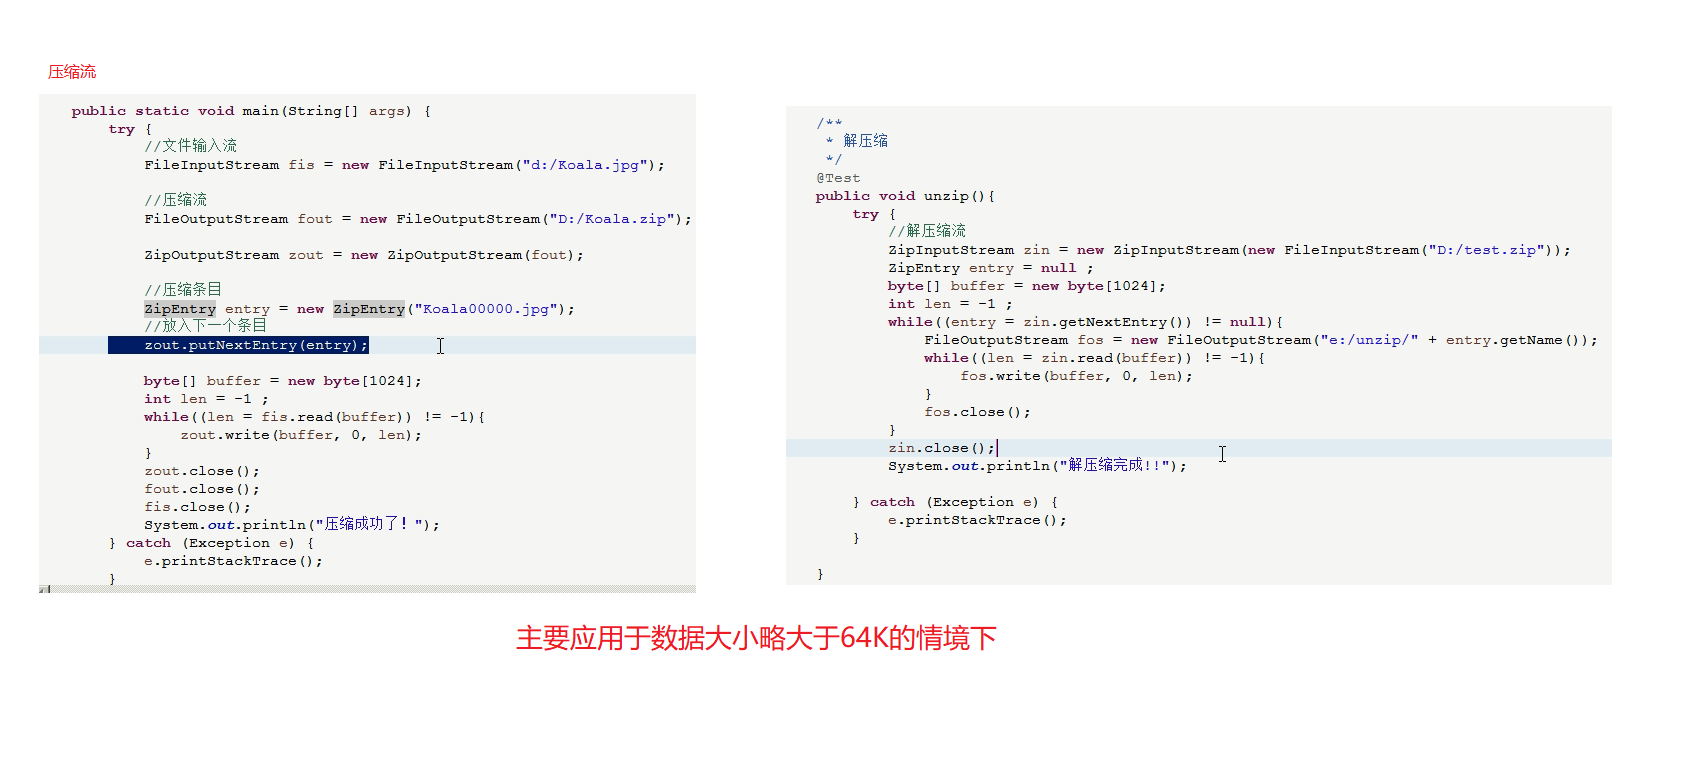 压缩流
public static void main(String[] args) {
try {
//文件输入流
FileInputStream fis = new FileInputStream("d:/Koala.jpg");
//压缩流
FileOutputStream fout = new FileOutputStream("D:/Koala.zip");
ZipOutputStream zout = new ZipOutputStream(fout);
//压缩条目
ZipEntry entry = new ZipEntry("Koala00000.jpg");
//放入下一个条目
zout.putNextEntry(entry);
byte[] buffer = new byte[1024];
int len = -1 ;
while((len = fis.read(buffer)) != -1){
zout.write(buffer, 0, len);
}
zout.close();
fout.close();
fis.close();
System.out.println("压缩成功了！");
} catch (Exception e) {
e.printStackTrace();
}
/**
* 解压缩
*/
@Test
public void unzip(){
try {
//解压缩流
ZipInputStream zin = new ZipInputStream(new FileInputStream("D:/test.zip"));
ZipEntry entry = null ;
byte[] buffer = new byte[1024];
int len = -1 ;
while((entry = zin.getNextEntry()) != null){
FileOutputStream fos = new FileOutputStream("e:/unzip/" + entry.getName());
while((len = zin.read(buffer)) != -1){
fos.write(buffer, 0, len);
}
fos.close();
}
zin.close();
System.out.println("解压缩完成!!");
} catch (Exception e) {
e.printStackTrace();
}
}
主要应用于数据大小略大于64K的情境下